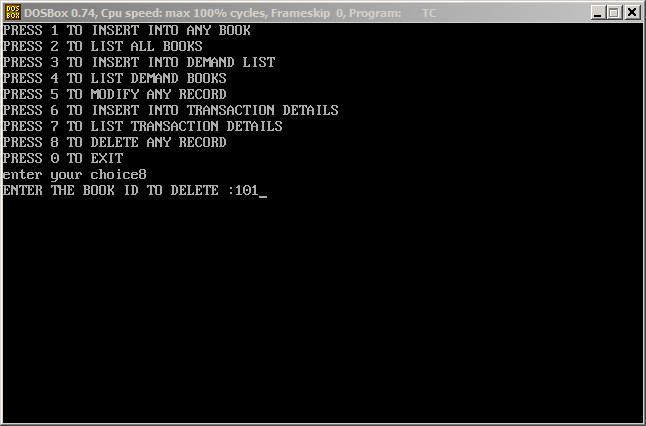 DOS BOX
DOSBox 0.74, Cpu speed: max 100% cycles, Frameskip 0, Program: TC
PRESS 1 TO INSERT INTO ANY BOOK
PRESS 2 TO LIST ALL BOOKS
PRESS 3 TO INSERT INTO DEMAND LIST
PRESS 4 TO LIST DEMAND BOOKS
PRESS 5 TO MODIFY ANY RECORD
PRESS 6 TO INSERT INTO TRANSACTION DETAILS
PRESS 7 TO LIST TRANSACTION DETAILS
PRESS 8 TO DELETE ANY RECORD
PRESS 0 TO EXIT
enter your choice8
ENTER THE BOOK ID TO DELETE :101_